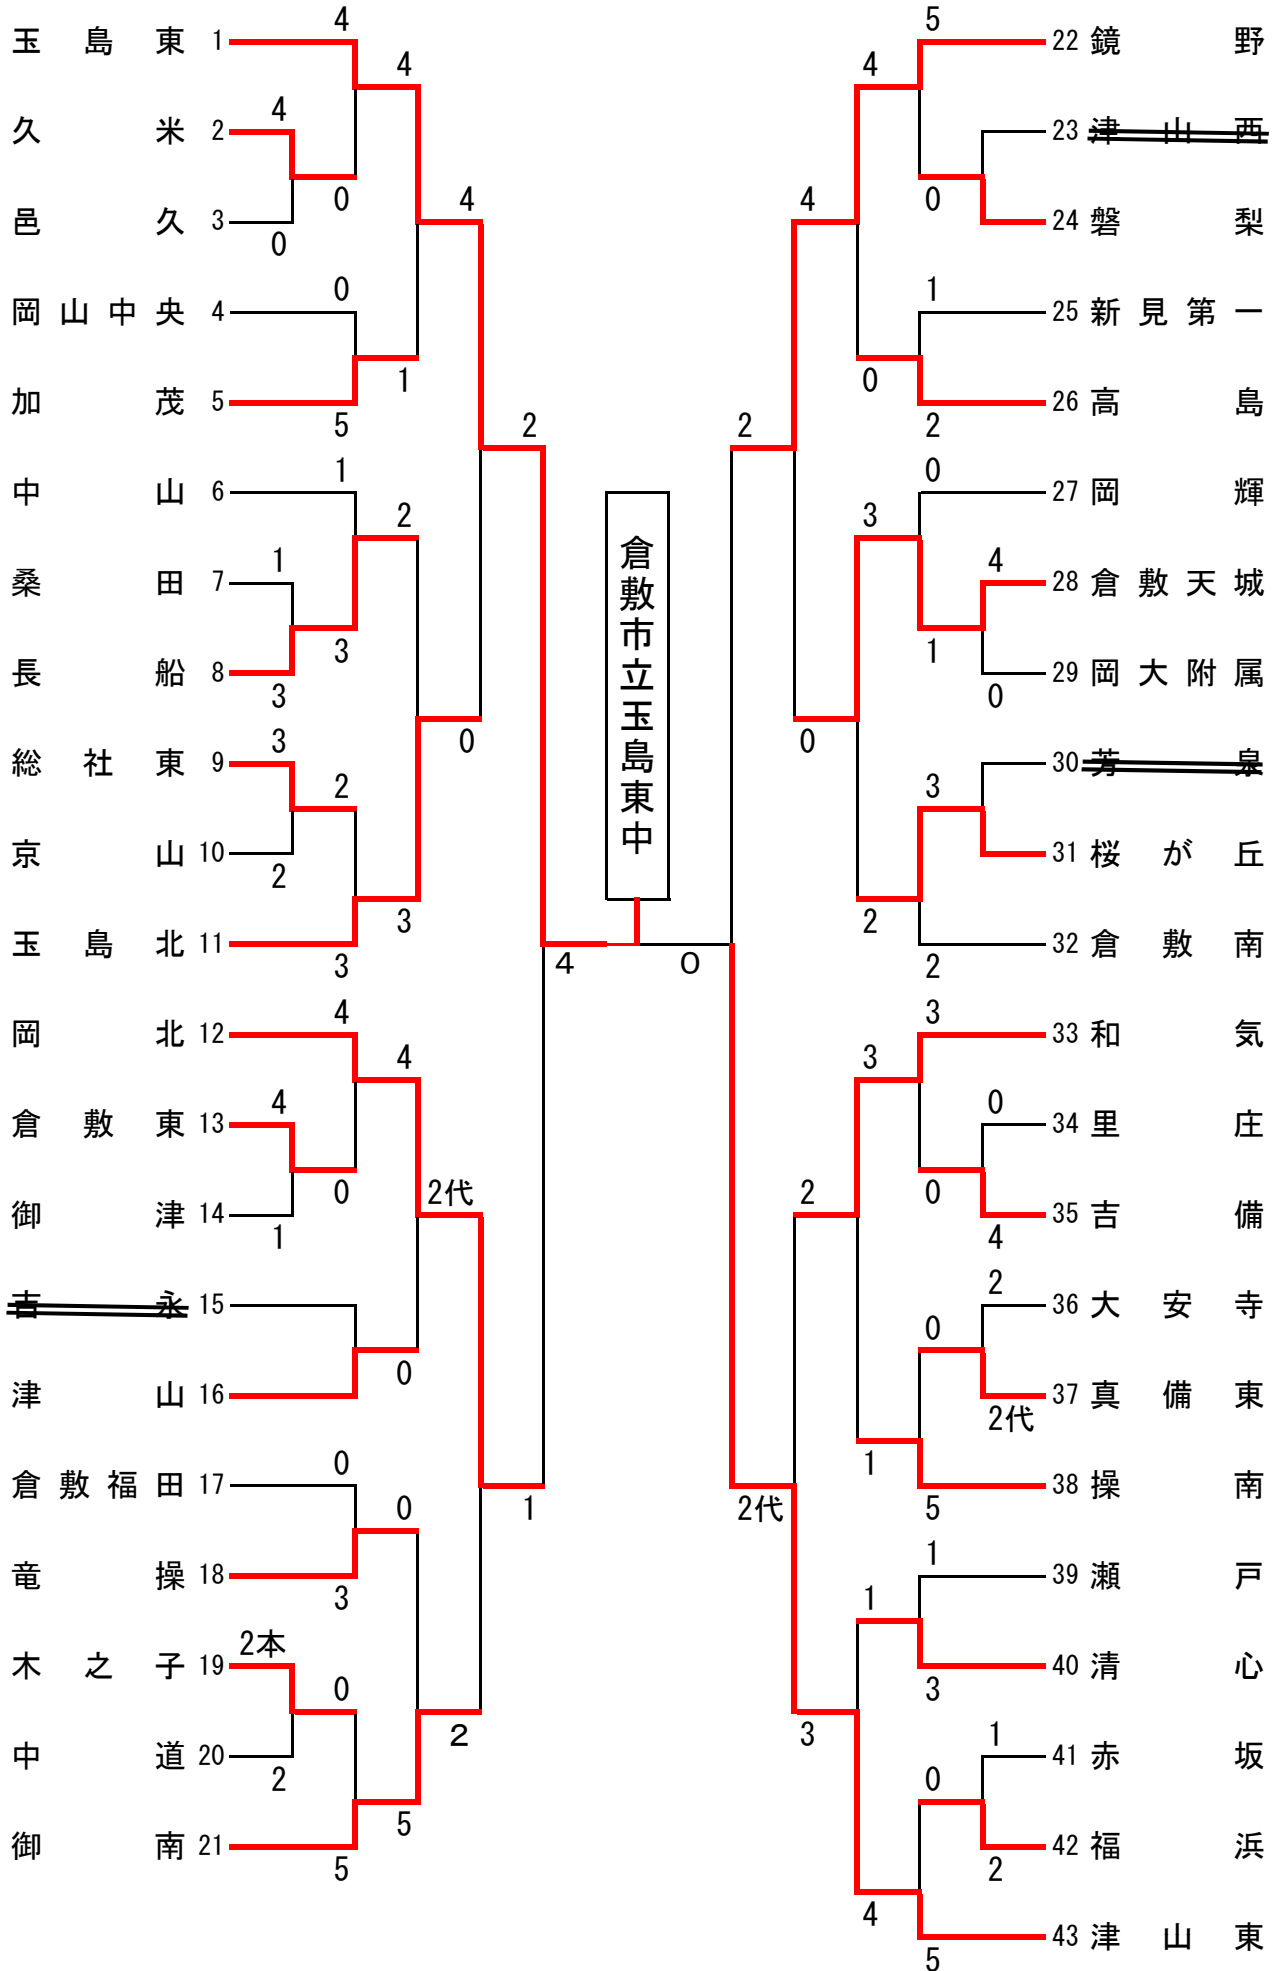 玉島東 1
久米 2
邑久 3
岡山中央 4
加茂 5
中山 6
桑田 7
長船 8
総社東 9
京山 10
玉島北 11
岡北 12
倉敷東 13
御津 14
吉永 15
津山 16
倉敷福田 17
竜操 18
木之子 19
中道 20
御南 21
4
4
0
0
5
1
1
3
3
2
4
4
1
0
3
2本
2
5
0
3
2
3
0
0
4
1
2
3
4
0
0
5
4
0
2代
2
2
1
倉敷市立玉島東中
4
0
2
2代
4
0
2
3
4
0
3
2
3
1
1
4
5
0
1
2
0
1
3
2
3
0
0
5
1
3
0
5
4
0
0
4
2
2代
1
2
22 鏡野
23 津山西
24 磐梨
25 新見第一
26 高島
27 岡輝
28 倉敷天城
29 岡大附属
30 芳泉
31 桜が丘
32 倉敷南
33 和気
34 里庄
35 吉備
36 大安寺
37 真備東
38 操南
39 瀬戸
40 清心
41 赤坂
42 福浜
43 津山東